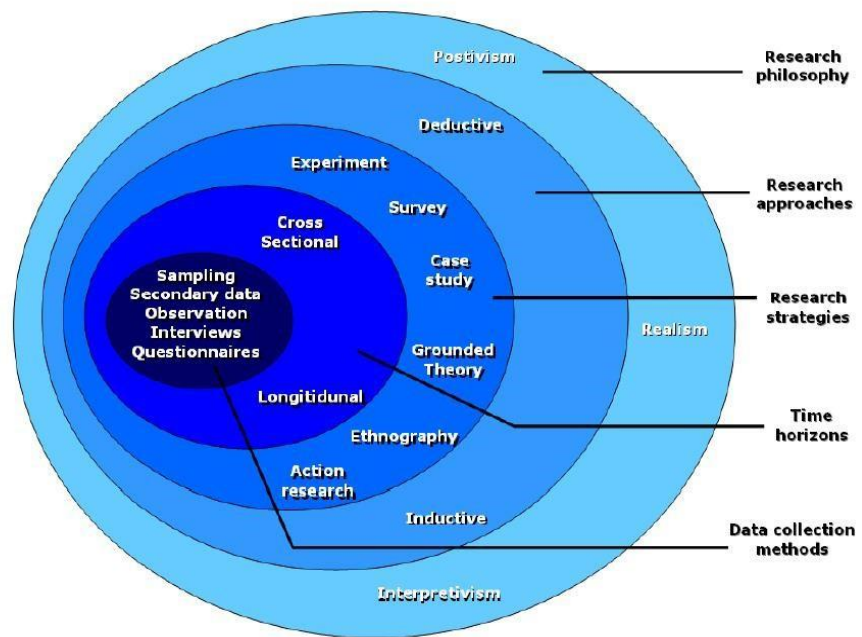 Postivism
Research
philosophy
Deductive
Experiment
Research
approaches
Survey
Cross
Sectional
Case
study
Sampling
Secondary data
Observation
Interviews
Questionnaires
Research
strategies
Realism
Grounded
Theory
Longitidunal
Time
horizons
Ethnography
Action
research
Inductive
Data collection
methods
Interpretivism